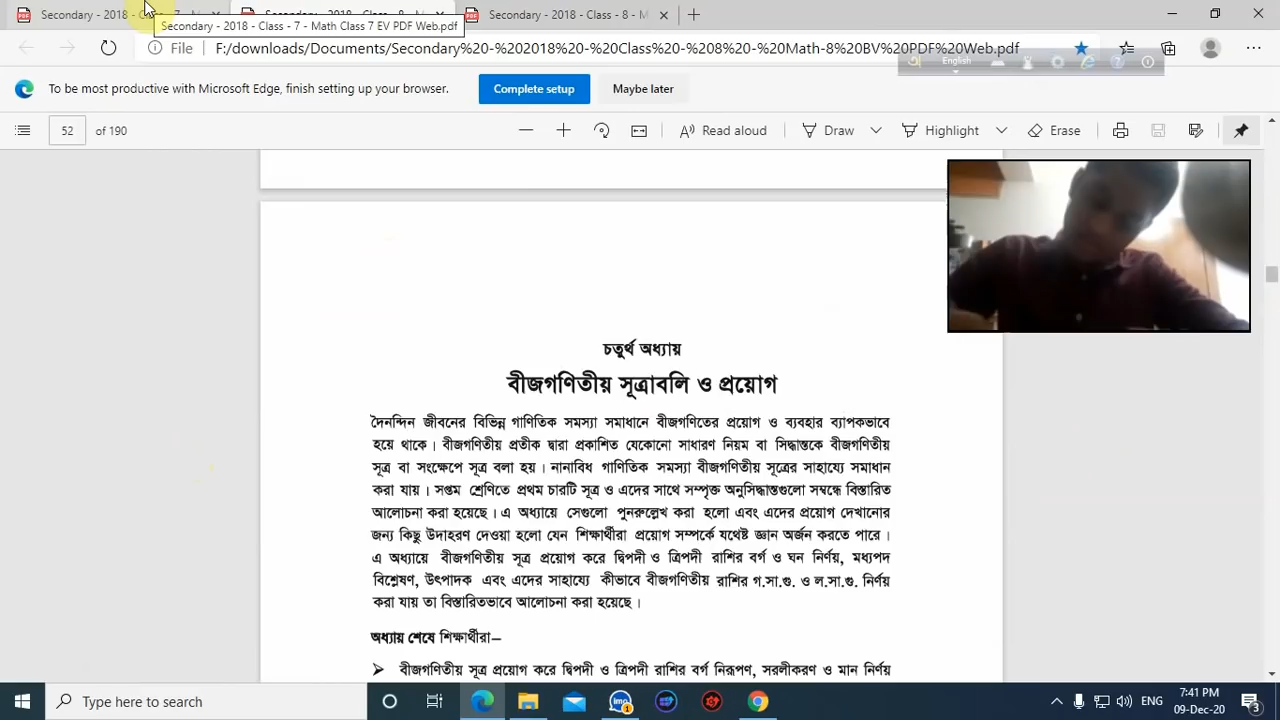 Secondary - 2018 - C
Secondary - 2018 - Class - 8
Secondary - 2018 - Class - 8 - M
Secondary - 2018 - Class - 7 - Math Class 7 EV PDF Web.pdf
File
F:/downloads/Documents/Secondary%20-%202018%20-%20Class%20-%208%20-%20Math-8%20BV%20PDF%20Web.pdf
English
To be most productive with Microsoft Edge, finish setting up your browser.
Complete setup
Maybe later
52
of 190
Read aloud
Draw
Highlight
Erase
চতুর্থ অধ্যায়
বীজগণিতীয় সূত্রাবলি ও প্রয়োগ
দৈনন্দিন জীবনের বিভিন্ন গাণিতিক সমস্যা সমাধানে বীজগণিতের প্রয়োগ ও ব্যবহার ব্যাপকভাবে
হয়ে থাকে। বীজগণিতীয় প্রতীক দ্বারা প্রকাশিত যেকোনো সাধারণ নিয়ম বা সিদ্ধান্তকে বীজগণিতীয়
সূত্র বা সংক্ষেপে সূত্র বলা হয়। নানাবিধ গাণিতিক সমস্যা বীজগণিতীয় সূত্রের সাহায্যে সমাধান
করা যায়। সপ্তম শ্রেণিতে প্রথম চারটি সূত্র ও এদের সাথে সম্পৃক্ত অনুসিদ্ধান্তগুলো সম্বন্ধে বিস্তারিত
আলোচনা করা হয়েছে। এ অধ্যায়ে সেগুলো পুনরুল্লেখ করা হলো এবং এদের প্রয়োগ দেখানোর
জন্য কিছু উদাহরণ দেওয়া হলো যেন শিক্ষার্থীরা প্রয়োগ সম্পর্কে যথেষ্ট জ্ঞান অর্জন করতে পারে।
এ অধ্যায়ে বীজগণিতীয় সূত্র প্রয়োগ করে দ্বিপদী ও ত্রিপদী রাশির বর্গ ও ঘন নির্ণয়, মধ্যপদ
বিশ্লেষণ, উৎপাদক এবং এদের সাহায্যে কীভাবে বীজগণিতীয় রাশির গ.সা.গু. ও ল.সা.গু. নির্ণয়
করা যায় তা বিস্তারিতভাবে আলোচনা করা হয়েছে।
অধ্যায় শেষে শিক্ষার্থীরা–
➢ বীজগণিতীয় সূত্র প্রয়োগ করে দ্বিপদী ও ত্রিপদী রাশির বর্গ নিরূপণ, সরলীকরণ ও মান নির্ণয়
Type here to search
ENG
7:41 PM
09-Dec-20